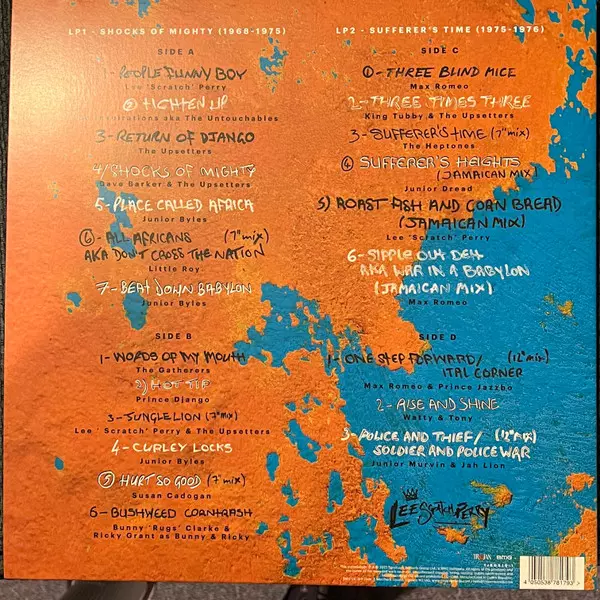 LP1 - SHOCKS OF MIGHTY (1968-1975)
SIDE A
1- PEOPLE FUNNY BOY
Lee 'Scratch' Perry
② TIGHTEN UP
Inspirations aka The Untouchables
3- RETURN OF DJANGO
The Upsetters
4/ SHOCKS OF MIGHTY
Dave Barker & The Upsetters
5- PLACE CALLED AFRICA
Junior Byles
⑥- ALL AFRICANS (7" mix)
AKA DON'T CROSS THE NATION
Little Roy
7- BEAT DOWN BABYLON
Junior Byles
SIDE B
1- WORDS OF MY MOUTH
The Gatherers
2) HOT TIP
Prince Django
3- JUNGLE LION (7" mix)
Lee 'Scratch' Perry & The Upsetters
4- CURLEY LOCKS
Junior Byles
⑤ HURT SO GOOD (7" mix)
Susan Cadogan
6- BUSHWEED CORNTRASH
Bunny 'Rugs' Clarke &
Ricky Grant as Bunny & Ricky
LP2 - SUFFERER'S TIME (1975-1976)
SIDE C
①- THREE BLIND MICE
Max Romeo
2- THREE TIMES THREE
King Tubby & The Upsetters
3- SUFFERER'S TIME (7" mix)
The Heptones
④ SUFFERER'S HEIGHTS
(JAMAICAN MIX)
Junior Dread
5) ROAST FISH AND CORN BREAD
(JAMAICAN MIX)
Lee 'Scratch' Perry
6- SIPPLE OUT DEH
AKA WAR IN A BABYLON
(JAMAICAN MIX)
Max Romeo
SIDE D
1- ONE STEP FORWARD/ (12" mix)
ITAL CORNER
Max Romeo & Prince Jazzbo
2- RISE AND SHINE
Watty & Tony
3- POLICE AND THIEF/ (12" mix)
SOLDIER AND POLICE WAR
Junior Murvin & Jah Lion
LEE SCRATCH PERRY
TROJAN BMG
4 050538 781793 >